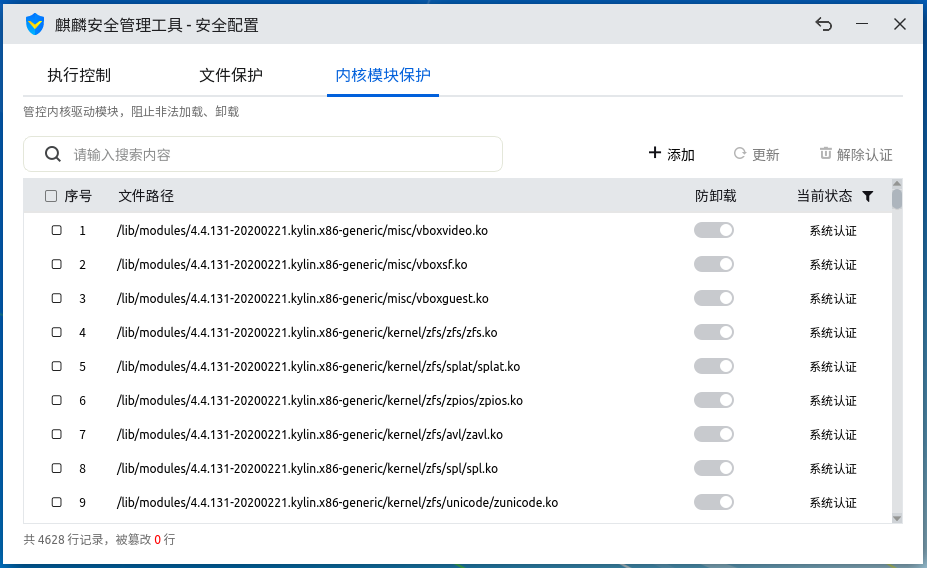 麒麟安全管理工具 - 安全配置
执行控制 文件保护 内核模块保护
管控内核驱动模块，阻止非法加载、卸载
请输入搜索内容 添加 更新 解除认证
序号 文件路径 防卸载 当前状态
1 /lib/modules/4.4.131-20200221.kylin.x86-generic/misc/vboxvideo.ko 系统认证
2 /lib/modules/4.4.131-20200221.kylin.x86-generic/misc/vboxsf.ko 系统认证
3 /lib/modules/4.4.131-20200221.kylin.x86-generic/misc/vboxguest.ko 系统认证
4 /lib/modules/4.4.131-20200221.kylin.x86-generic/kernel/zfs/zfs/zfs.ko 系统认证
5 /lib/modules/4.4.131-20200221.kylin.x86-generic/kernel/zfs/splat/splat.ko 系统认证
6 /lib/modules/4.4.131-20200221.kylin.x86-generic/kernel/zfs/zpios/zpios.ko 系统认证
7 /lib/modules/4.4.131-20200221.kylin.x86-generic/kernel/zfs/avl/zavl.ko 系统认证
8 /lib/modules/4.4.131-20200221.kylin.x86-generic/kernel/zfs/spl/spl.ko 系统认证
9 /lib/modules/4.4.131-20200221.kylin.x86-generic/kernel/zfs/unicode/zunicode.ko 系统认证
共 4628 行记录，被篡改 0 行